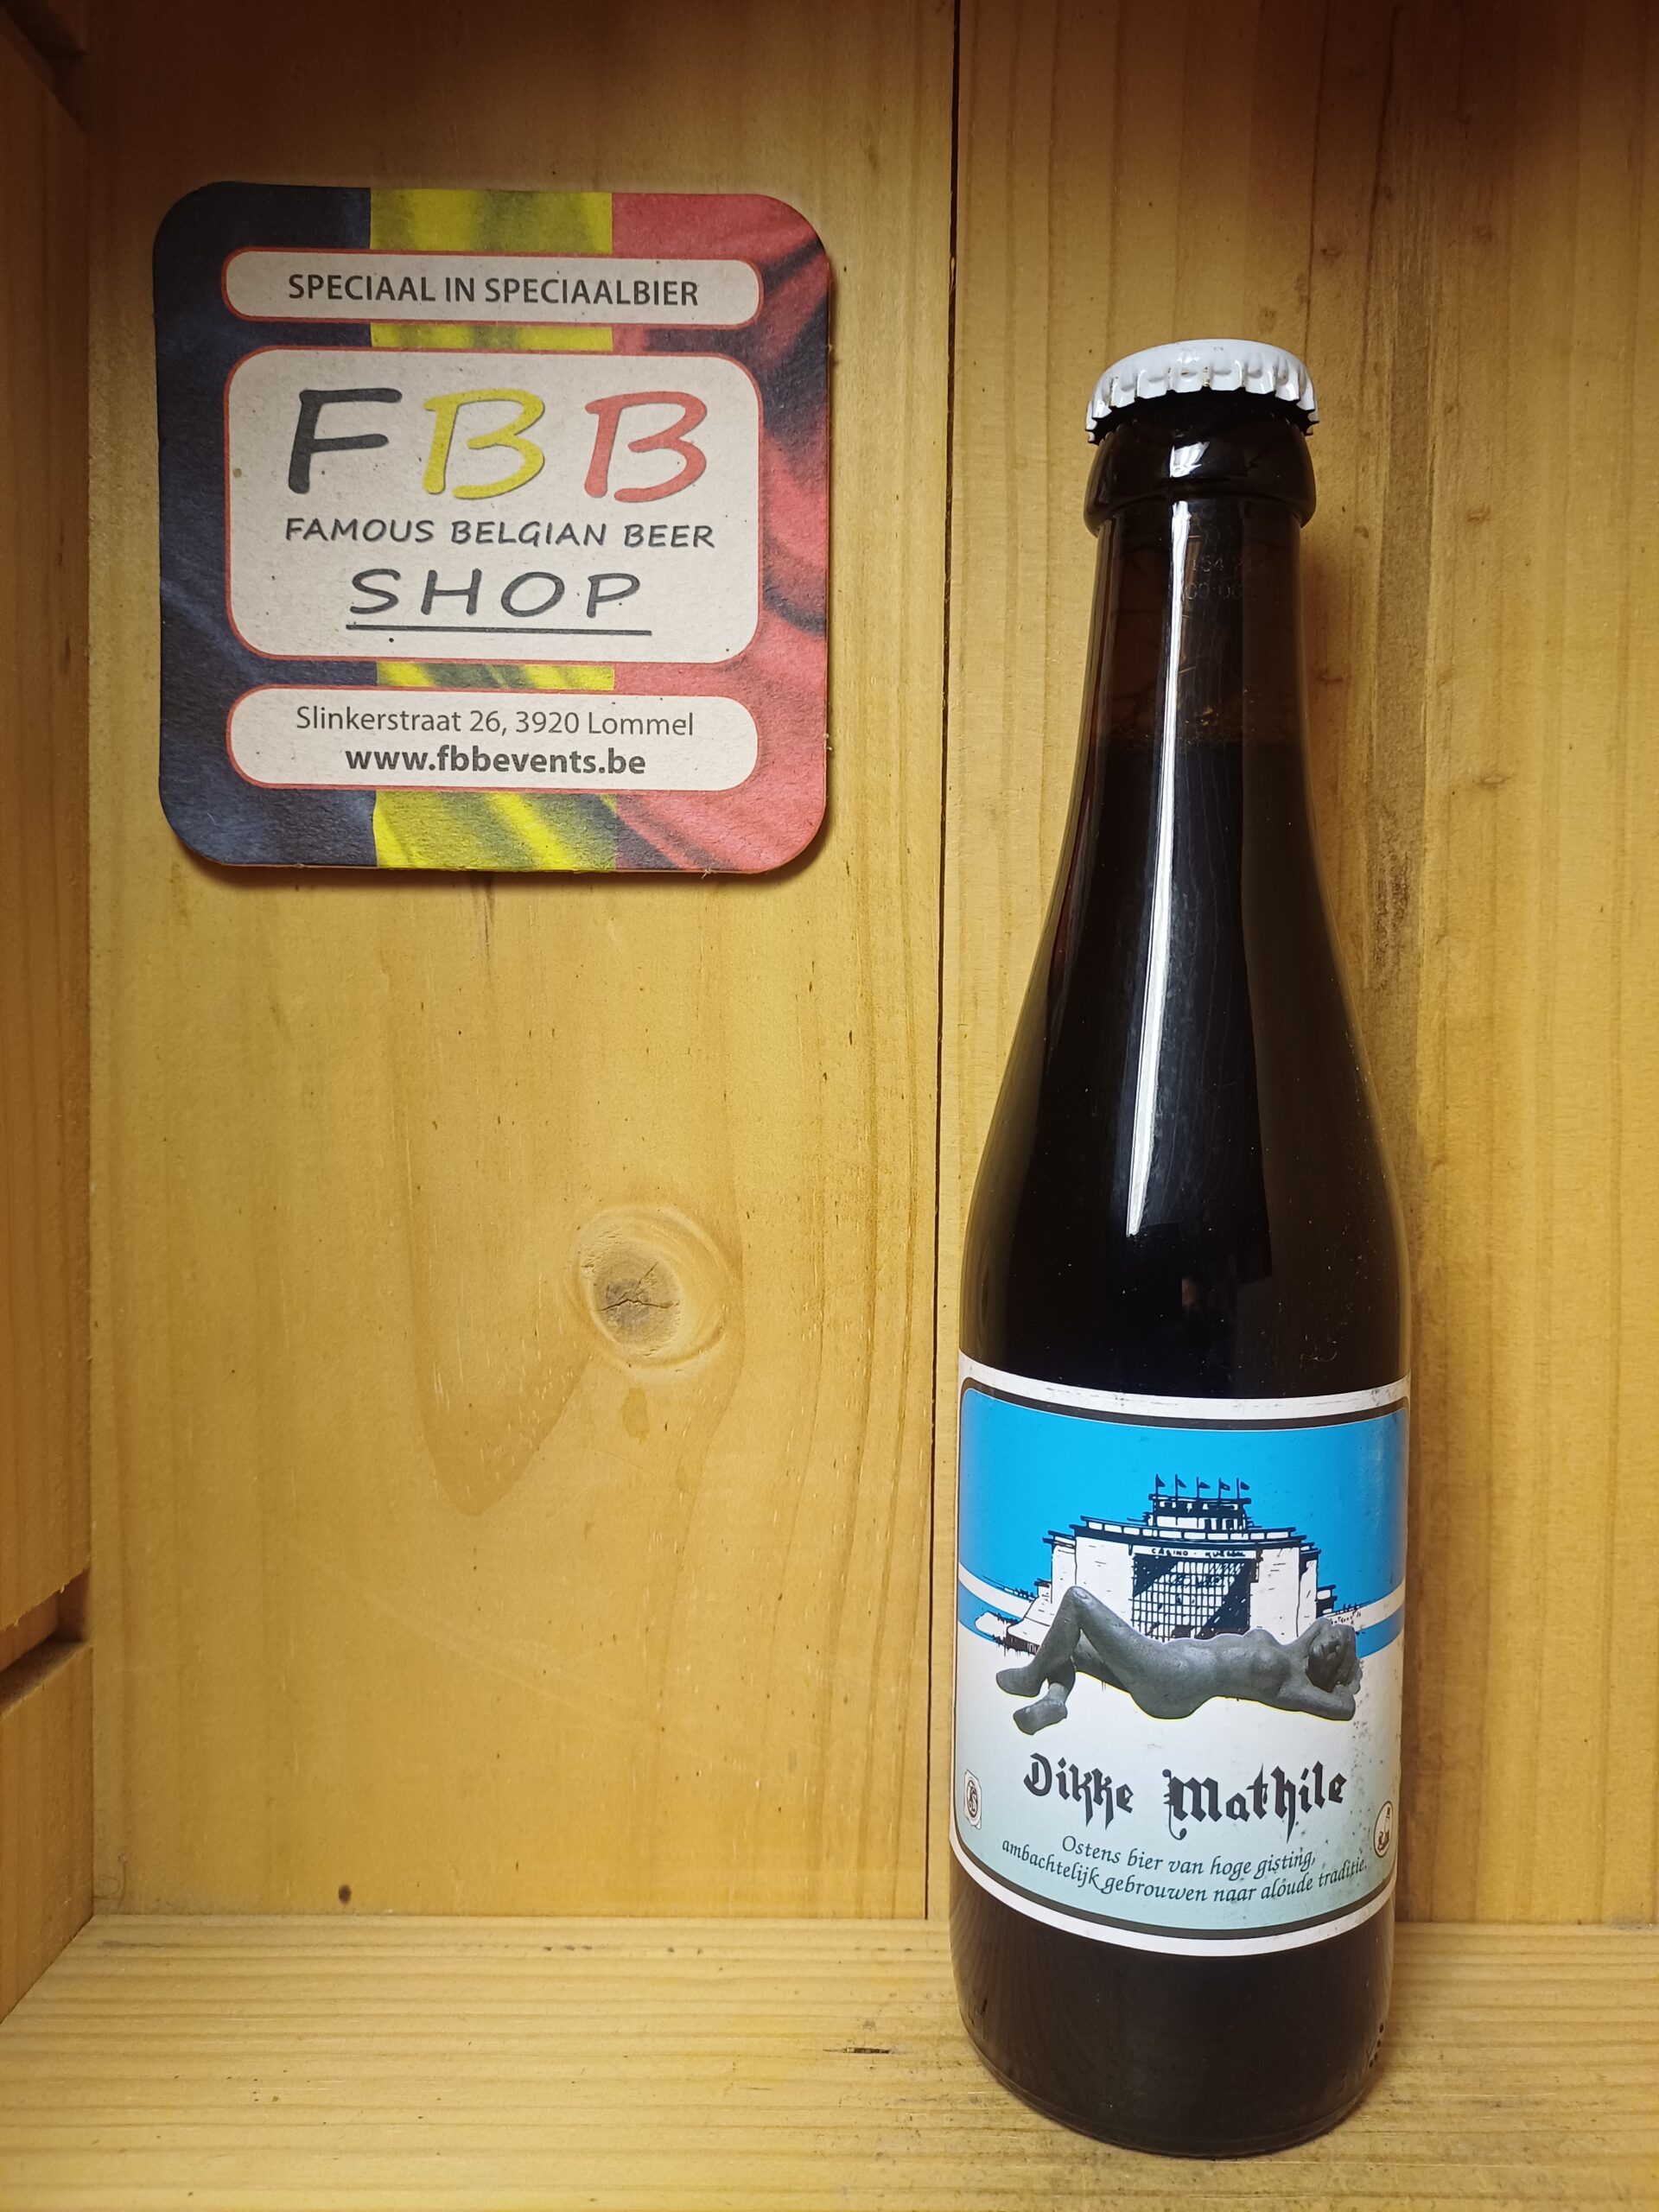 SPECIAAL IN SPECIAALBIER
FBB
FAMOUS BELGIAN BEER
SHOP
Slinkerstraat 26, 3920 Lommel
www.fbbevents.be
CASINO
Dikke Mathile
Ostens bier van hoge gisting,
ambachtelijk gebrouwen naar aloude traditie.